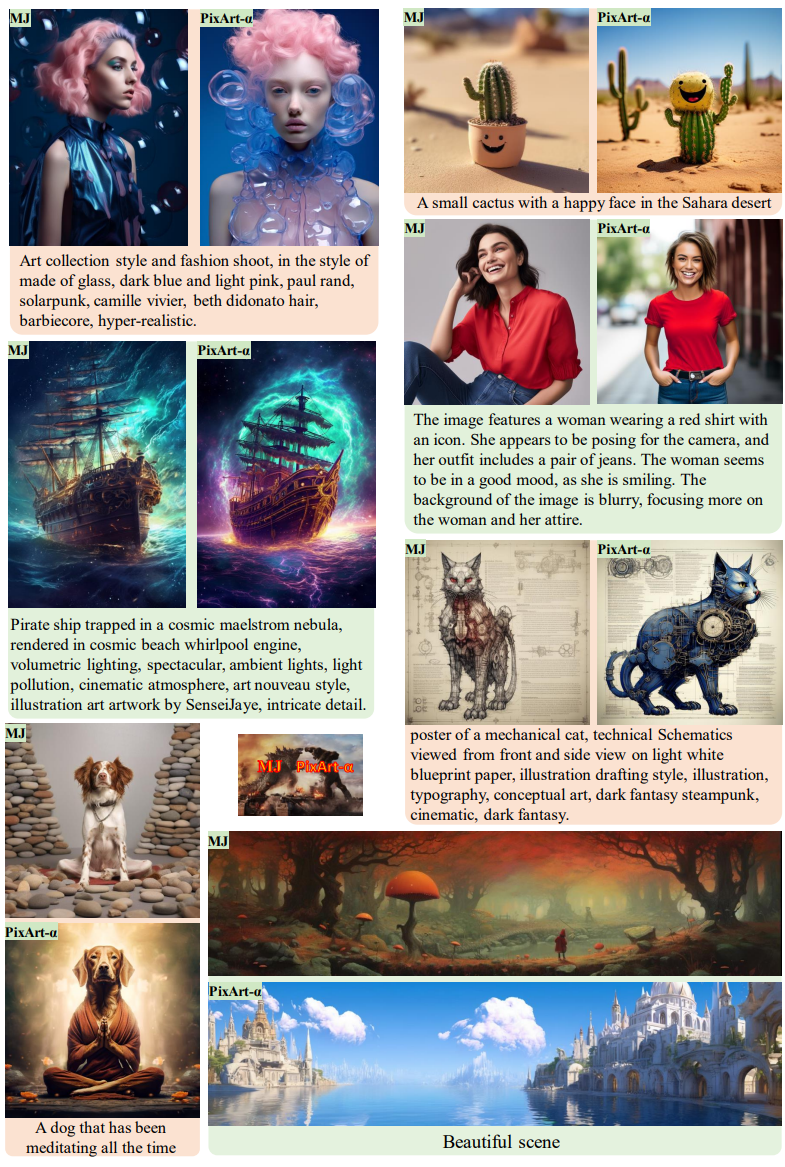 MJ
PixArt-α
Art collection style and fashion shoot, in the style of
made of glass, dark blue and light pink, paul rand,
solarpunk, camille vivier, beth didonato hair,
barbiecore, hyper-realistic.
MJ
PixArt-α
A small cactus with a happy face in the Sahara desert
MJ
PixArt-α
The image features a woman wearing a red shirt with
an icon. She appears to be posing for the camera, and
her outfit includes a pair of jeans. The woman seems
to be in a good mood, as she is smiling. The
background of the image is blurry, focusing more on
the woman and her attire.
MJ
PixArt-α
Pirate ship trapped in a cosmic maelstrom nebula,
rendered in cosmic beach whirlpool engine,
volumetric lighting, spectacular, ambient lights, light
pollution, cinematic atmosphere, art nouveau style,
illustration art artwork by SenseiJaye, intricate detail.
MJ
PixArt-α
poster of a mechanical cat, technical Schematics
viewed from front and side view on light white
blueprint paper, illustration drafting style, illustration,
typography, conceptual art, dark fantasy steampunk,
cinematic, dark fantasy.
MJ
PixArt-α
A dog that has been
meditating all the time
MJ PixArt-α
MJ
PixArt-α
Beautiful scene